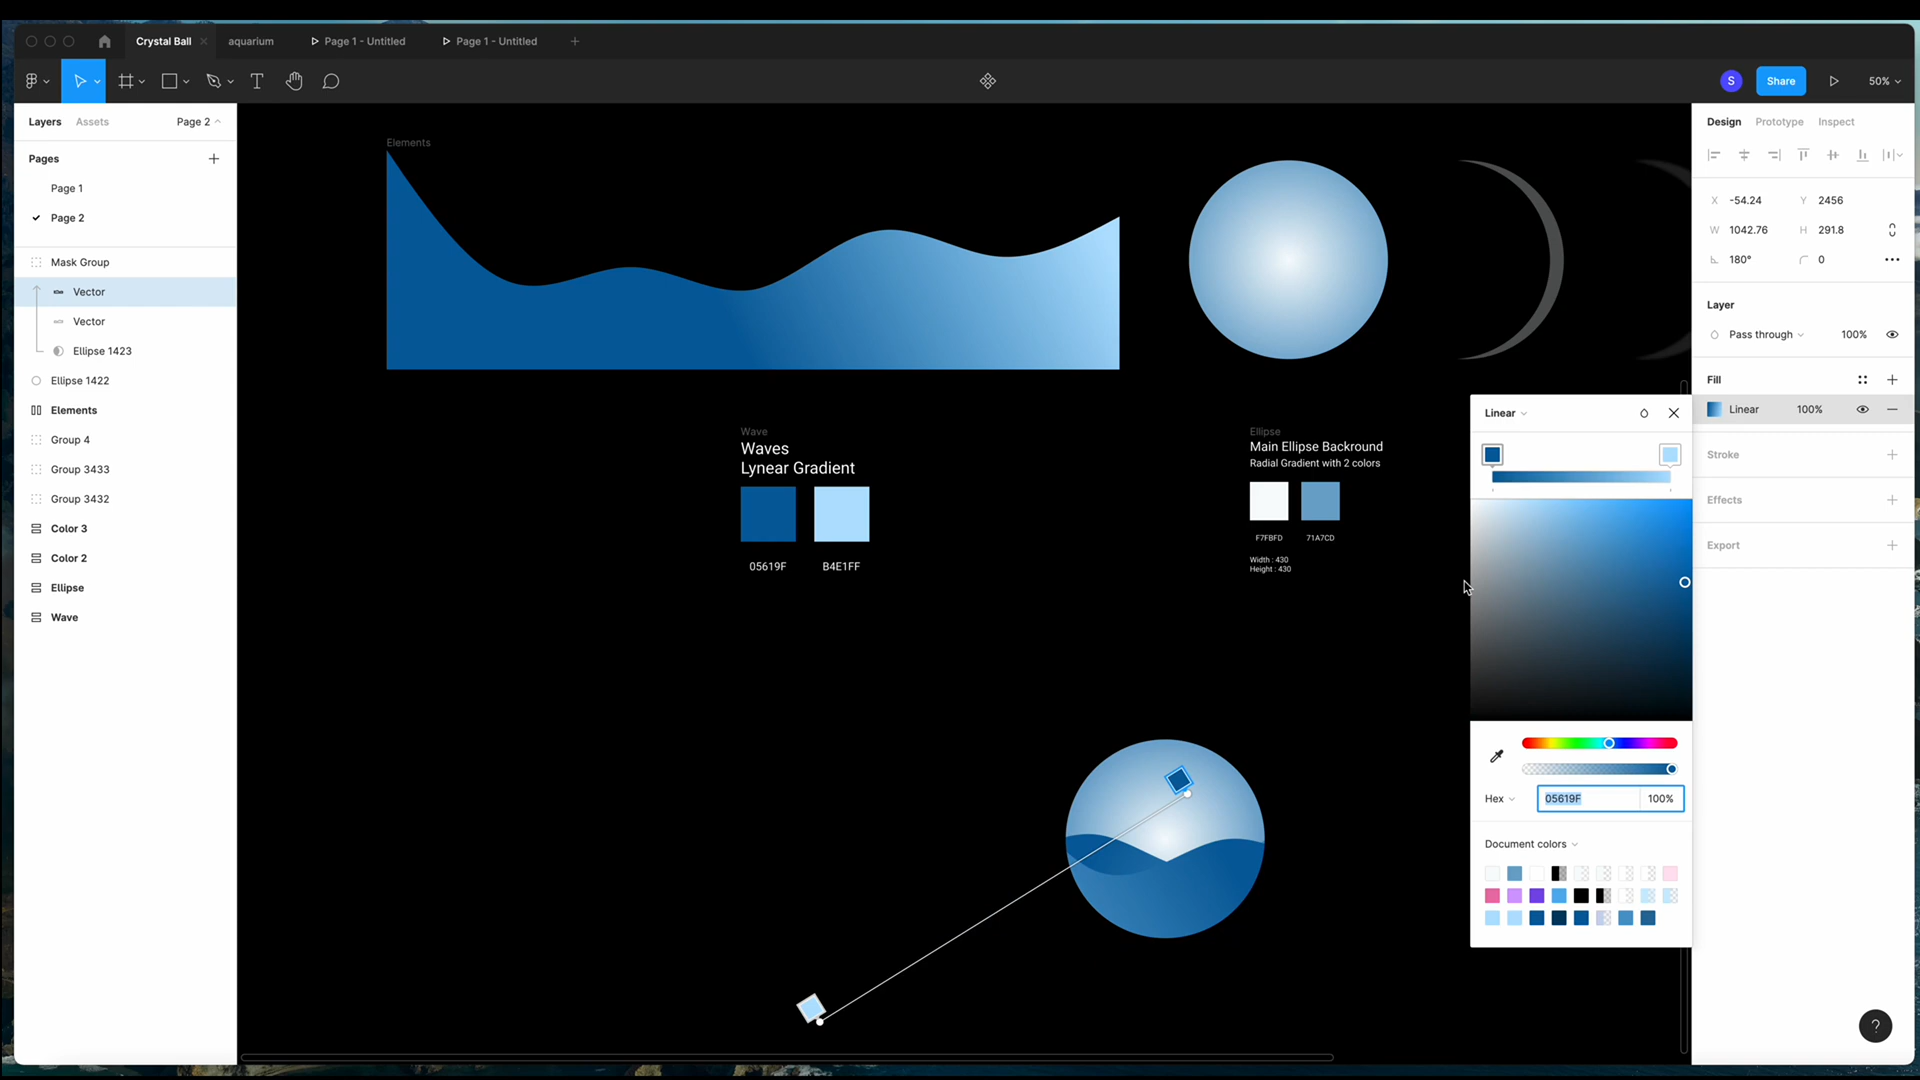 Crystal Ball
aquarium
Page 1 - Untitled
Page 1 - Untitled
S
Share
50%
Layers
Assets
Page 2
Pages
Page 1
Page 2
Mask Group
Vector
Vector
Ellipse 1423
Ellipse 1422
Elements
Group 4
Group 3433
Group 3432
Color 3
Color 2
Ellipse
Wave
Elements
Wave
Waves
Lynear Gradient
05619F
B4E1FF
Ellipse
Main Ellipse Backround
Radial Gradient with 2 colors
F7FBFD
71A7CD
Width : 430
Height : 430
Linear
Hex
05619F
100%
Document colors
Design
Prototype
Inspect
X
-54.24
Y
2456
W
1042.76
H
291.8
180°
0
Layer
Pass through
100%
Fill
Linear
100%
Stroke
Effects
Export
?